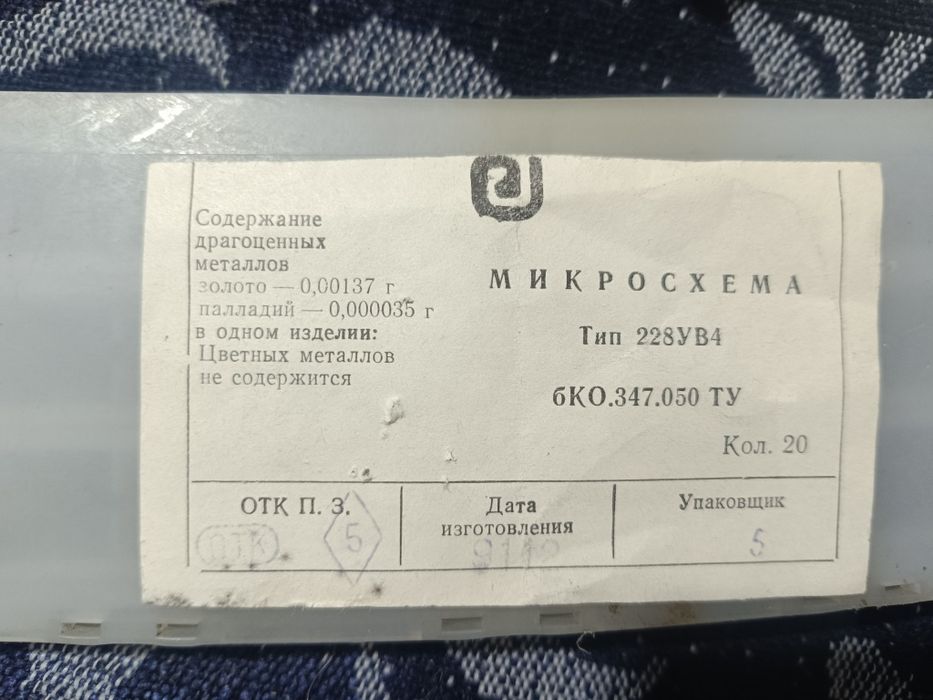 Содержание
драгоценных
металлов
золото — 0,00137 г
палладий — 0,000035 г
в одном изделии:
Цветных металлов
не содержится
МИКРОСХЕМА
Тип 228УВ4
бКО.347.050 ТУ
Кол. 20
ОТК П. З.
ОТК
5
Дата
изготовления
Упаковщик
5